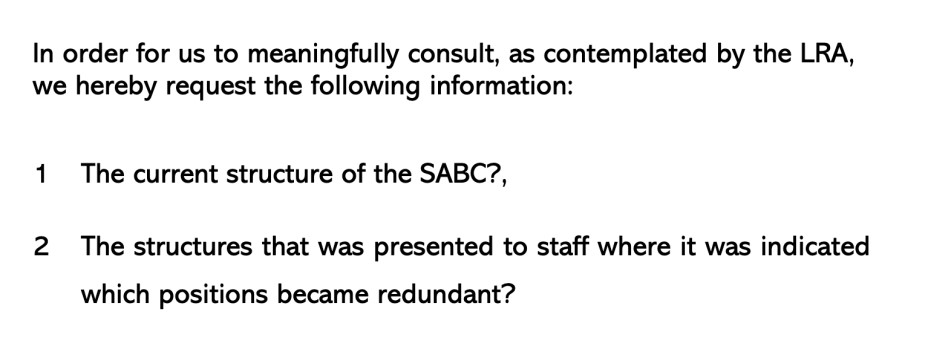 In order for us to meaningfully consult, as contemplated by the LRA,
we hereby request the following information:
1 The current structure of the SABC?,
2 The structures that was presented to staff where it was indicated
which positions became redundant?